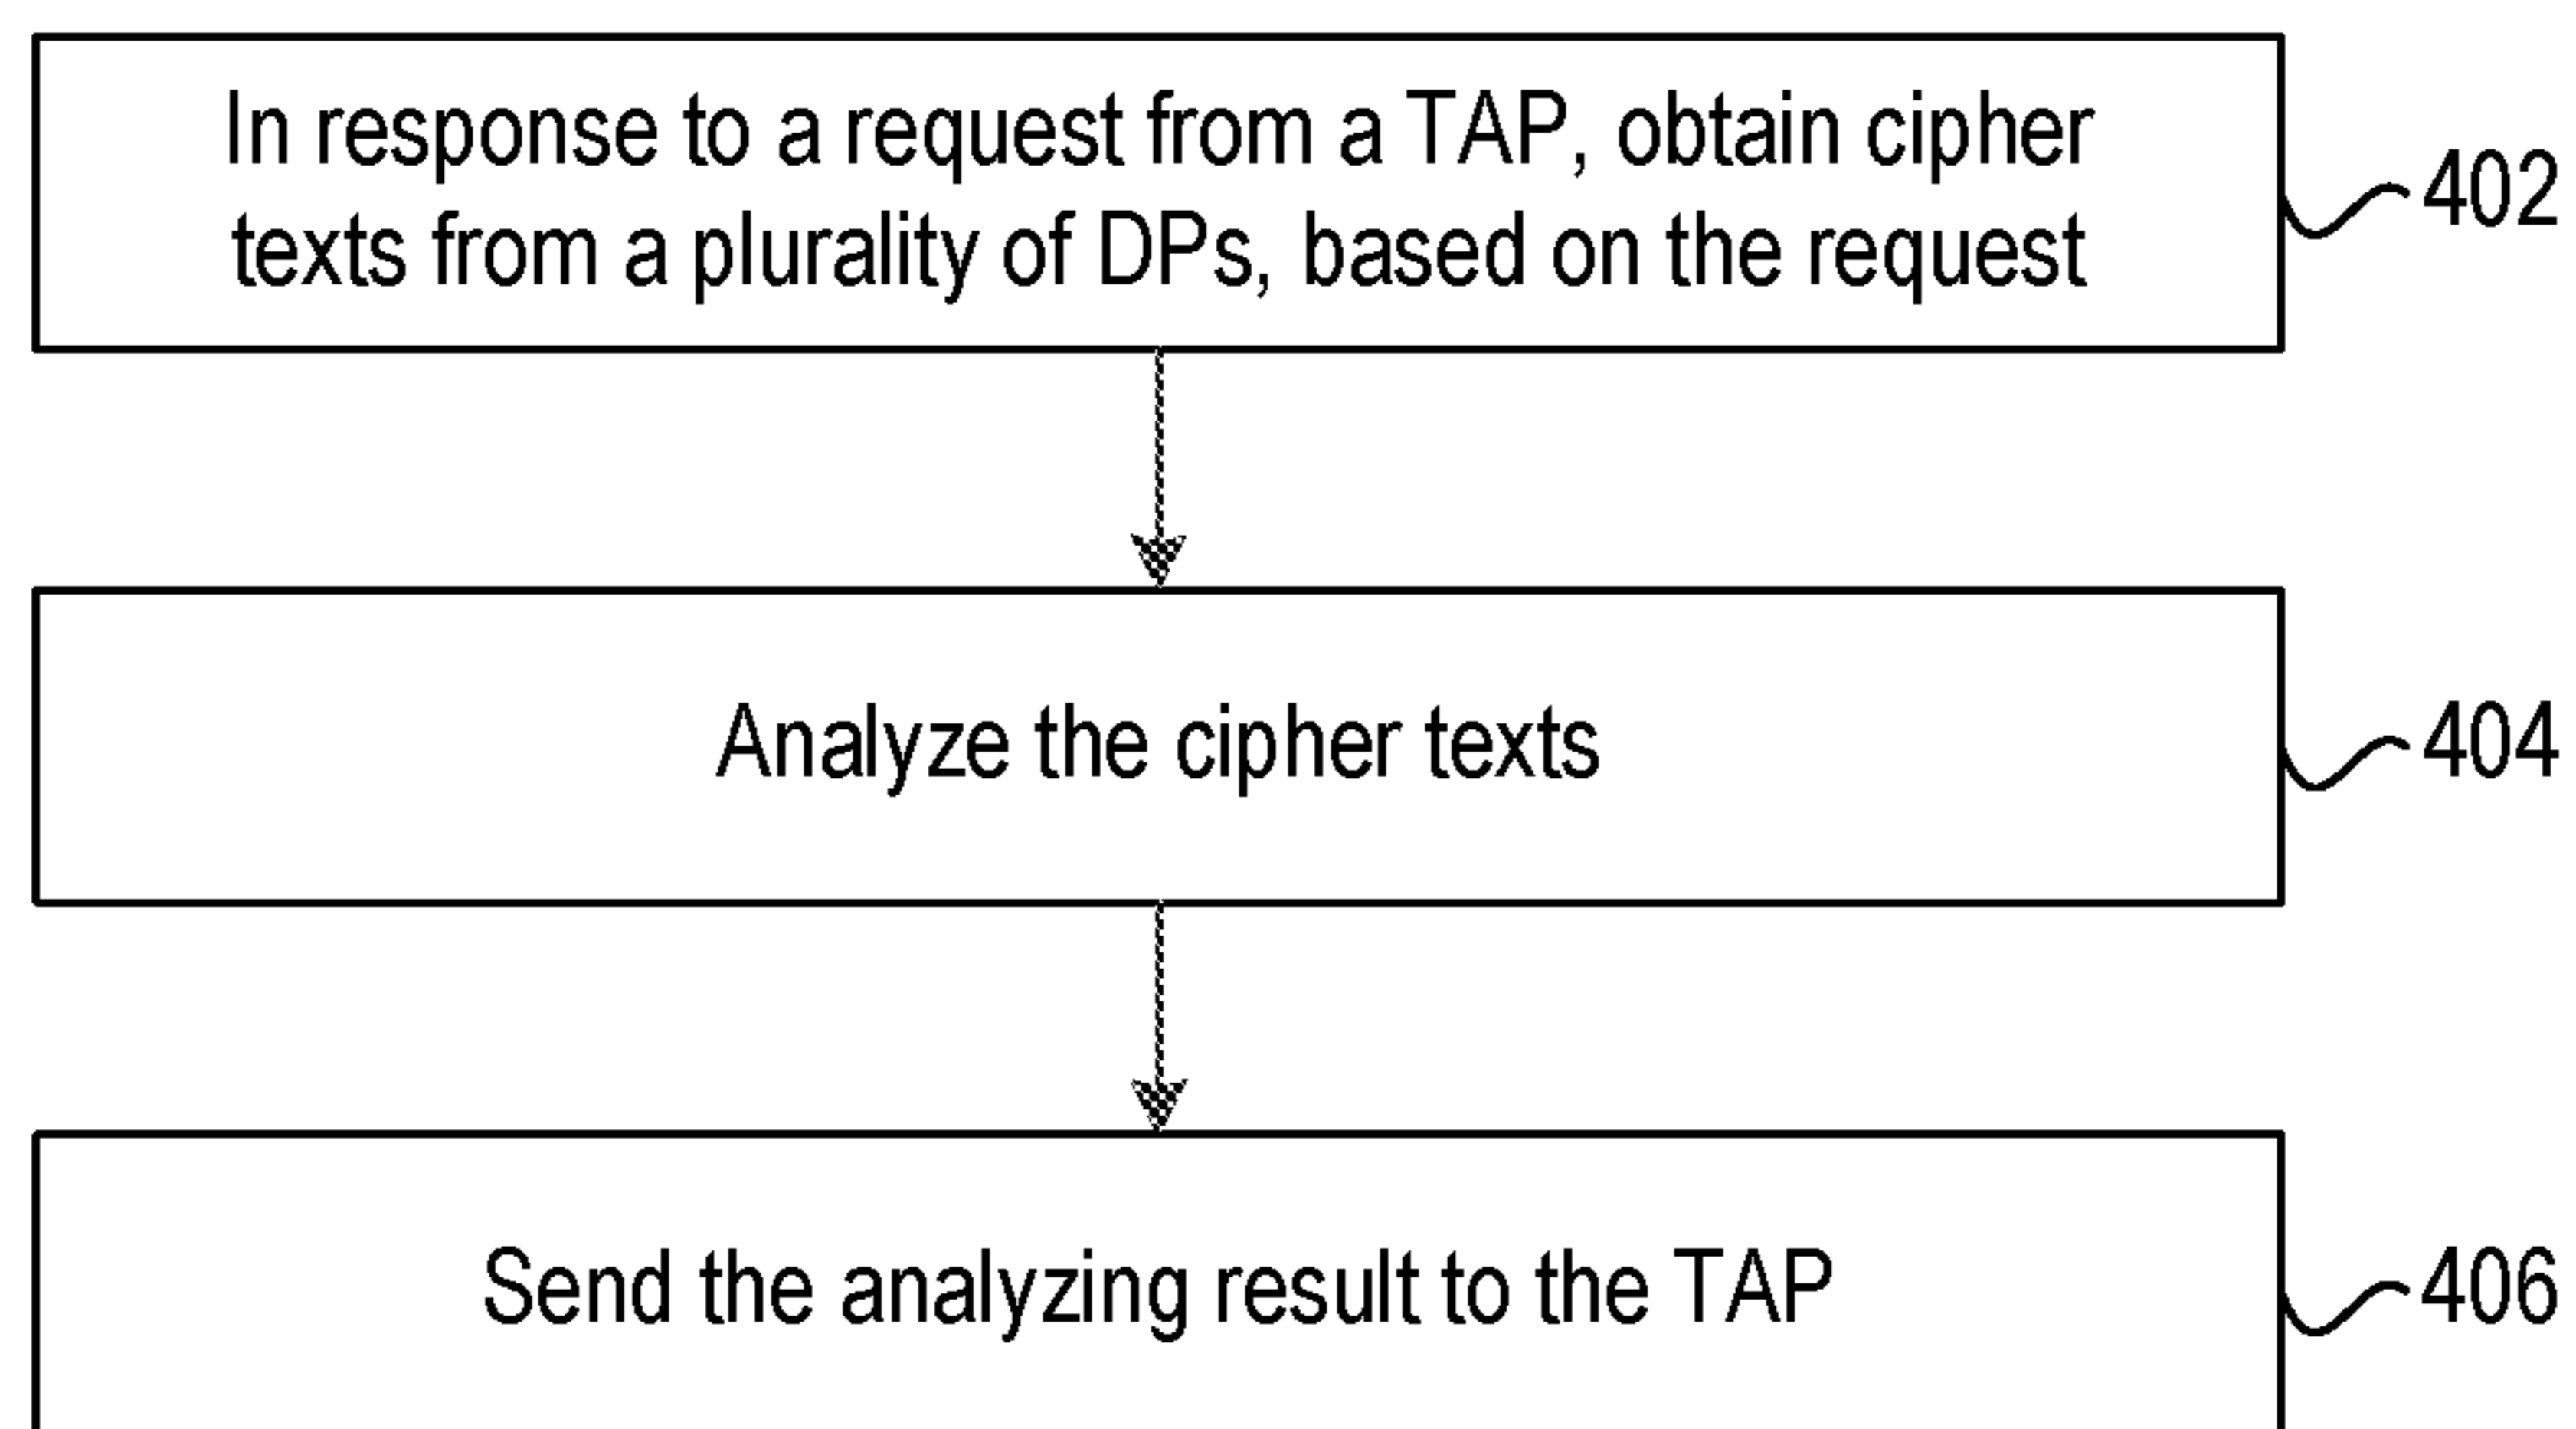 In response to a request from a TAP, obtain cipher
texts from a plurality of DPs, based on the request
402
Analyze the cipher texts
404
Send the analyzing result to the TAP
406